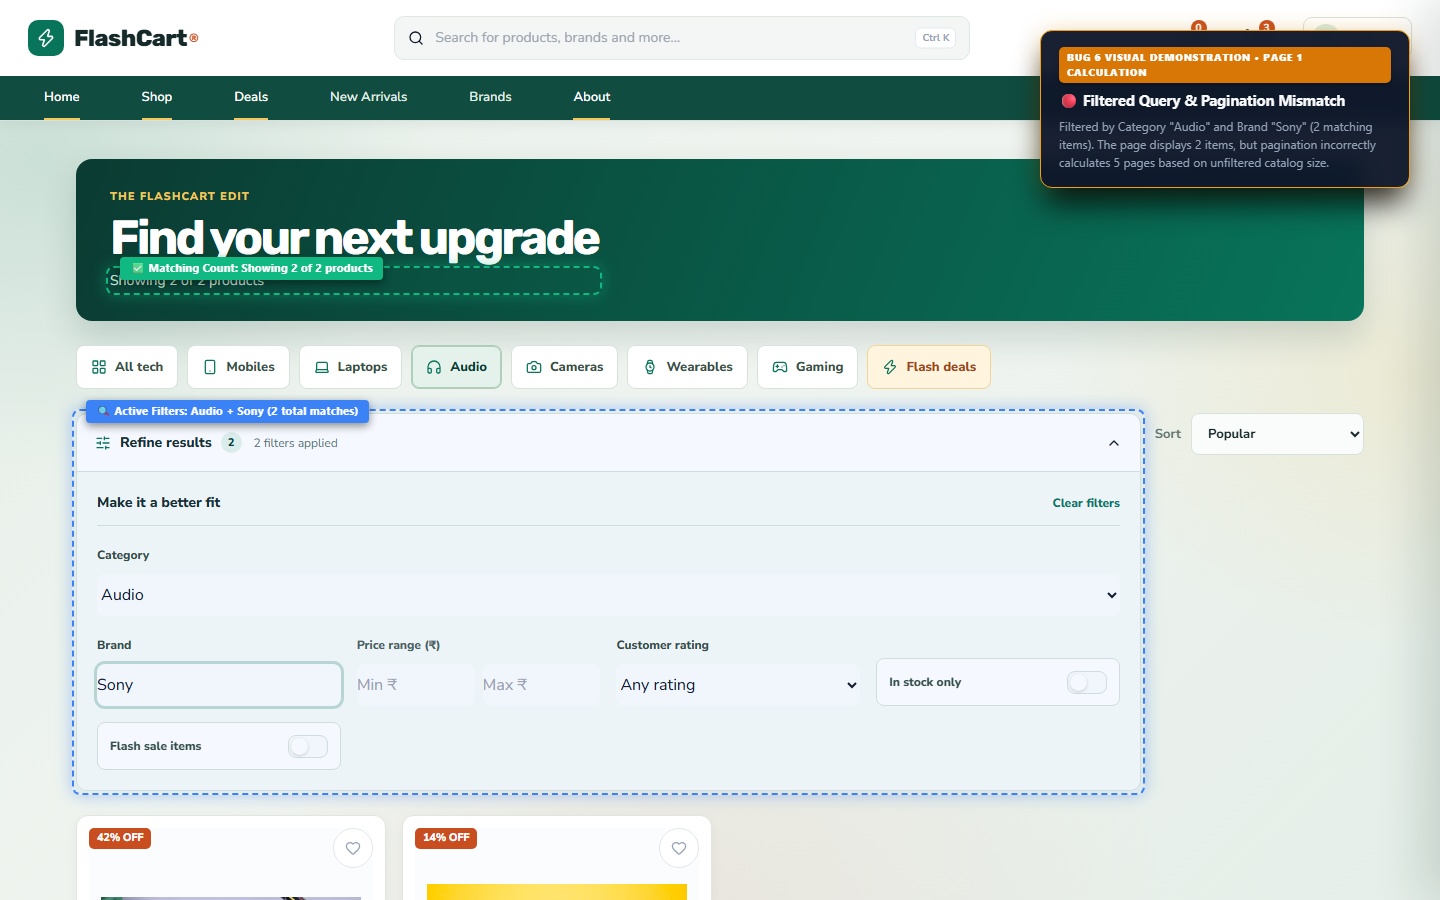 FlashCart®
Search for products, brands and more...
Ctrl K
0
3
BUG 6 VISUAL DEMONSTRATION • PAGE 1
CALCULATION
Filtered Query & Pagination Mismatch
Filtered by Category "Audio" and Brand "Sony" (2 matching
items). The page displays 2 items, but pagination incorrectly
calculates 5 pages based on unfiltered catalog size.
Home
Shop
Deals
New Arrivals
Brands
About
THE FLASHCART EDIT
Find your next upgrade
Matching Count: Showing 2 of 2 products
Showing 2 of 2 products
All tech
Mobiles
Laptops
Audio
Cameras
Wearables
Gaming
Flash deals
Active Filters: Audio + Sony (2 total matches)
Refine results 2 2 filters applied
Sort
Popular
Make it a better fit
Clear filters
Category
Audio
Brand
Price range (₹)
Customer rating
Sony
Min ₹
Max ₹
Any rating
In stock only
Flash sale items
42% OFF
14% OFF